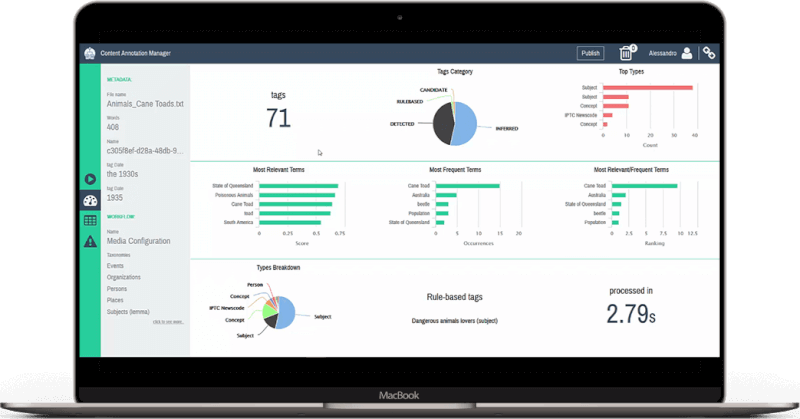 Content Annotation Manager
Publish
0
Alessandro
METADATA
File name
Animals_Cane Toads.txt
Words
408
Name
c305f8ef-d28a-48db-9...
tag Date
the 1930s
tag Date
1935
WORKFLOW
Name
Media Configuration
Taxonomies
Events
Organizations
Persons
Places
Subjects (lemma)
click to see more...
tags
71
Tags Category
CANDIDATE
RULEBASED
DETECTED
INFERRED
Top Types
Subject
Subject
Concept
IPTC Newscode
Concept
0 10 20 30 40
Count
Most Relevant Terms
State of Queensland
Poisonous Animals
Cane Toad
toad
South America
0 0.25 0.5 0.75
Score
Most Frequent Terms
Cane Toad
Australia
beetle
Population
State of Queensland
0 5 10 15 20
Occurrences
Most Relevant/Frequent Terms
Cane Toad
Australia
State of Queensland
beetle
Population
0 2.5 5 7.5 10 12.5
Ranking
Types Breakdown
Person
Concept
IPTC Newscode
Concept
Subject
Subject
Rule-based tags
Dangerous animals lovers (subject)
processed in
2.79s
MacBook